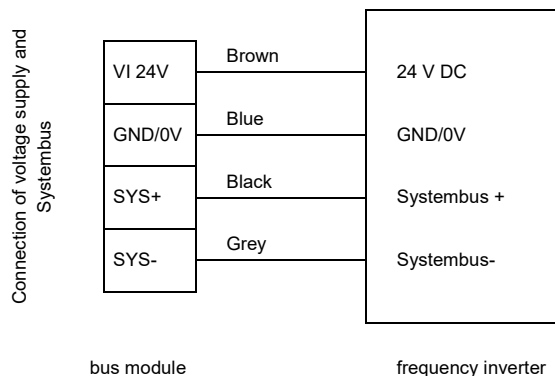 Connection of voltage supply and
Systembus
VI 24V
Brown
24 V DC
GND/0V
Blue
GND/0V
SYS+
Black
Systembus +
SYS-
Grey
Systembus-
bus module
frequency inverter